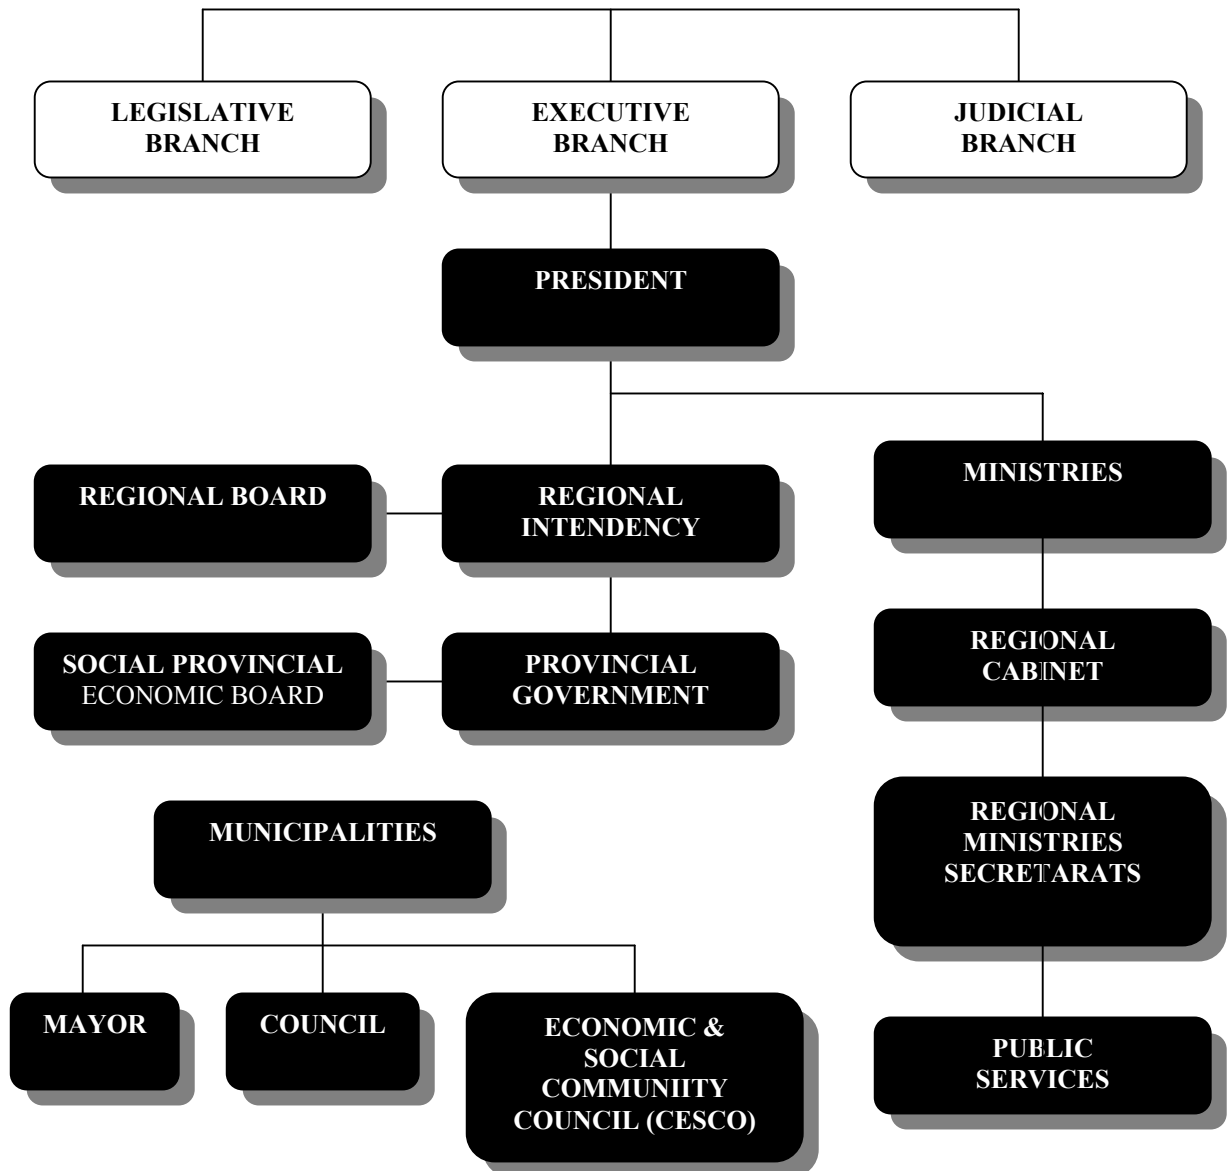 LEGISLATIVE
BRANCH
EXECUTIVE
BRANCH
JUDICIAL
BRANCH
PRESIDENT
REGIONAL BOARD
REGIONAL
INTENDENCY
MINISTRIES
SOCIAL PROVINCIAL
ECONOMIC BOARD
PROVINCIAL
GOVERNMENT
REGIONAL
CABINET
MUNICIPALITIES
REGIONAL
MINISTRIES
SECRETARATS
MAYOR
COUNCIL
ECONOMIC &
SOCIAL
COMMUNIITY
COUNCIL (CESCO)
PUBLIC
SERVICES